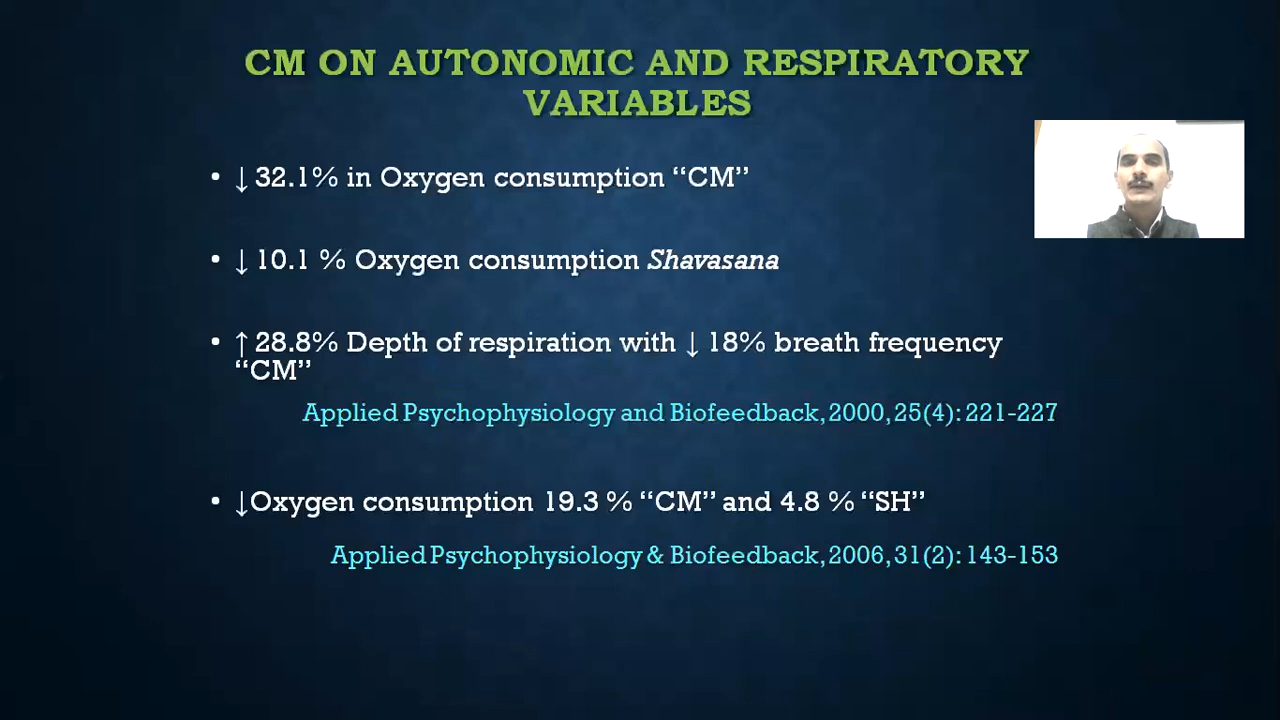 CM ON AUTONOMIC AND RESPIRATORY
VARIABLES
• ↓ 32.1% in Oxygen consumption “CM”
• ↓ 10.1 % Oxygen consumption Shavasana
• ↑ 28.8% Depth of respiration with ↓ 18% breath frequency
“CM”
Applied Psychophysiology and Biofeedback, 2000, 25(4): 221-227
• ↓Oxygen consumption 19.3 % “CM” and 4.8 % “SH”
Applied Psychophysiology & Biofeedback, 2006, 31(2): 143-153